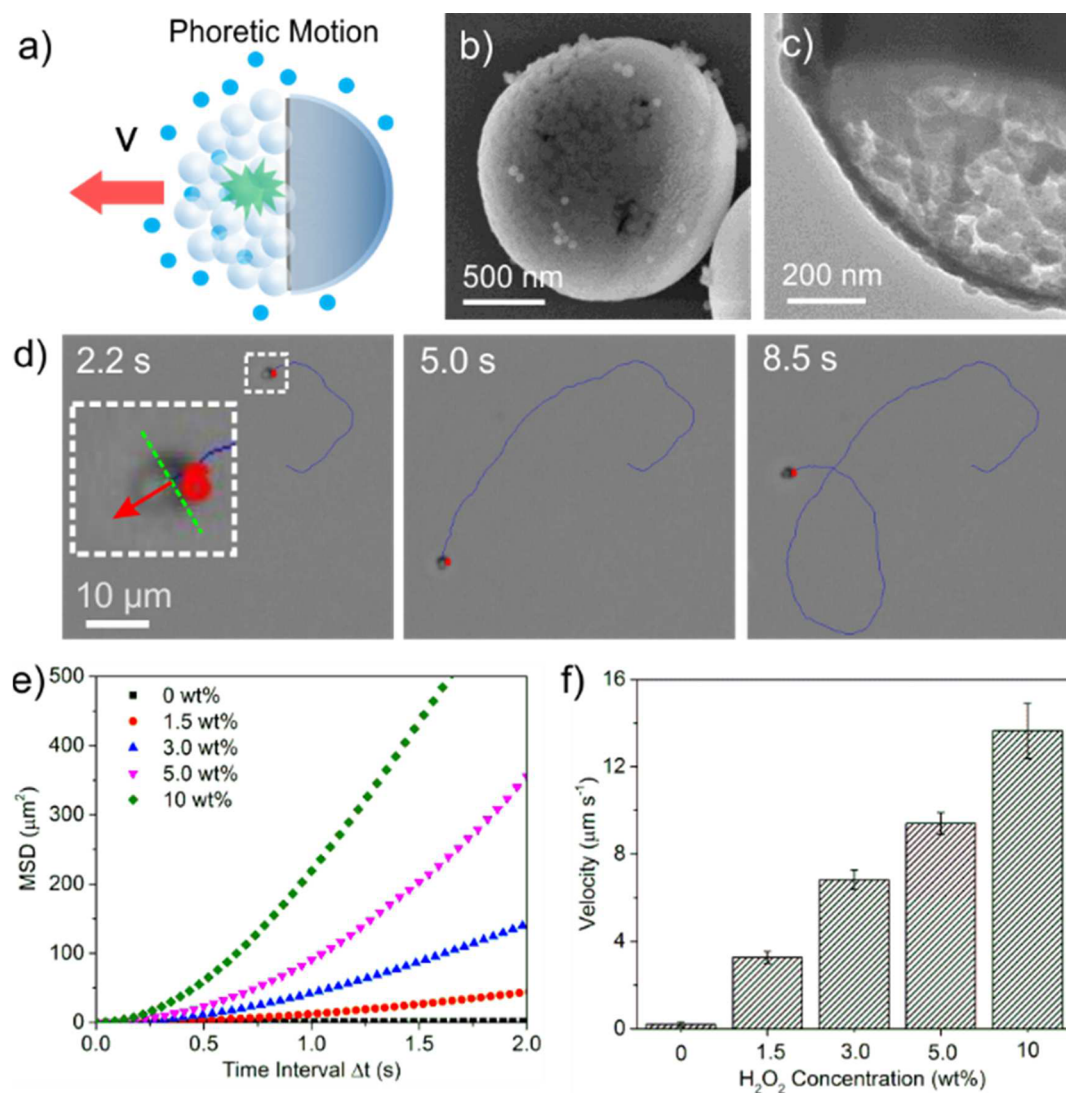 a)
Phoretic Motion
V
b)
500 nm
c)
200 nm
d)
2.2 s
10 μm
5.0 s
8.5 s
e)
500
400
300
200
100
0
MSD (μm²)
0 wt%
1.5 wt%
3.0 wt%
5.0 wt%
10 wt%
0.0 0.5 1.0 1.5 2.0
Time Interval Δt (s)
f)
16
12
8
4
0
Velocity (μm s⁻¹)
0 1.5 3.0 5.0 10
H₂O₂ Concentration (wt%)